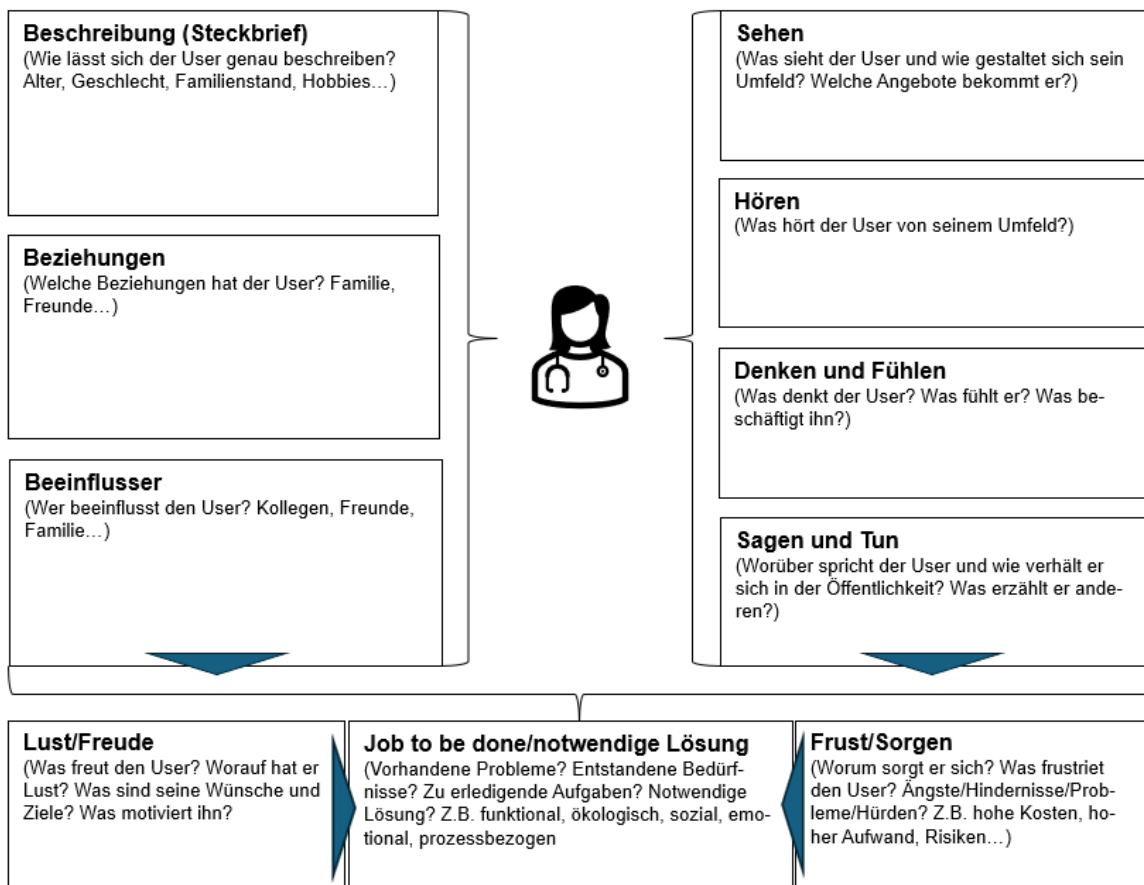 Beschreibung (Steckbrief)
(Wie lässt sich der User genau beschreiben?
Alter, Geschlecht, Familienstand, Hobbies…)
Beziehungen
(Welche Beziehungen hat der User? Familie,
Freunde…)
Beeinflusser
(Wer beeinflusst den User? Kollegen, Freunde,
Familie…)
Sehen
(Was sieht der User und wie gestaltet sich sein
Umfeld? Welche Angebote bekommt er?)
Hören
(Was hört der User von seinem Umfeld?)
Denken und Fühlen
(Was denkt der User? Was fühlt er? Was be-
schäftigt ihn?)
Sagen und Tun
(Worüber spricht der User und wie verhält er
sich in der Öffentlichkeit? Was erzählt er ande-
ren?)
Lust/Freude
(Was freut den User? Worauf hat er
Lust? Was sind seine Wünsche und
Ziele? Was motiviert ihn?
Job to be done/notwendige Lösung
(Vorhandene Probleme? Entstandene Bedürf-
nisse? Zu erledigende Aufgaben? Notwendige
Lösung? Z.B. funktional, ökologisch, sozial, emo-
tional, prozessbezogen
Frust/Sorgen
(Worum sorgt er sich? Was frustriet
den User? Ängste/Hindernisse/Prob-
leme/Hürden? Z.B. hohe Kosten, ho-
her Aufwand, Risiken…)